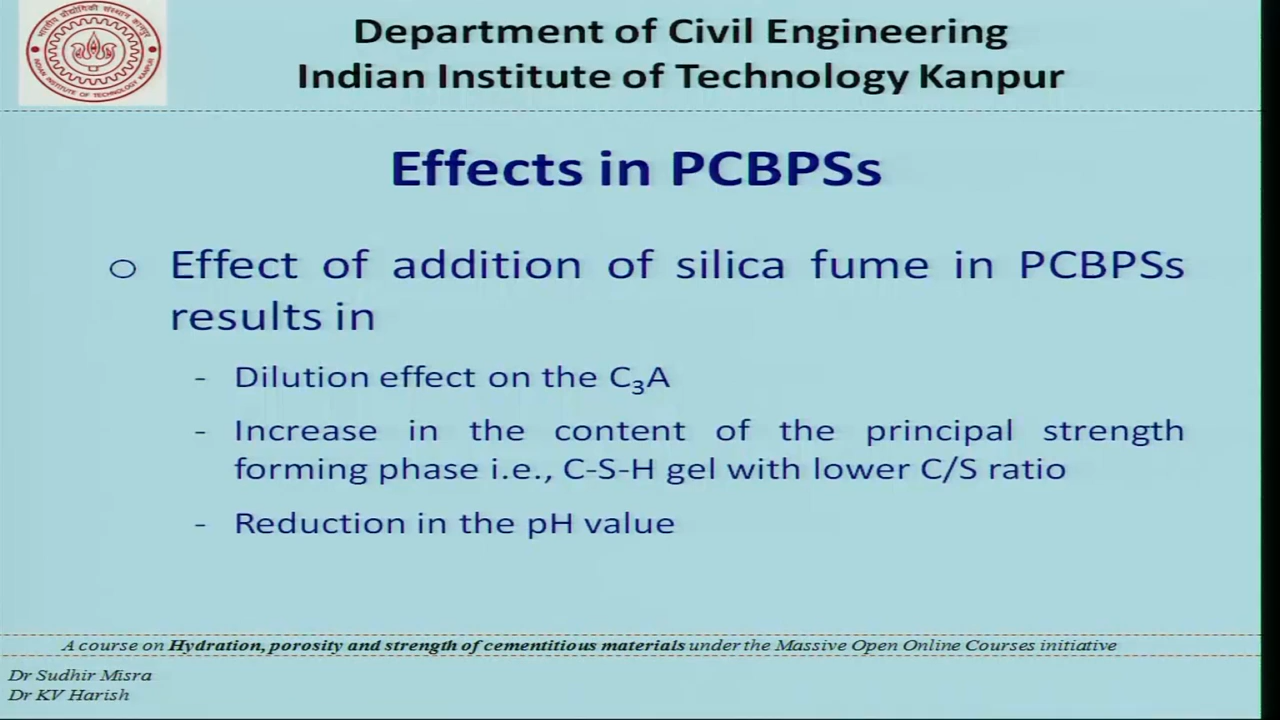 Department of Civil Engineering
Indian Institute of Technology Kanpur
Effects in PCBPSs
o Effect of addition of silica fume in PCBPSs
results in
- Dilution effect on the C₃A
- Increase in the content of the principal strength
forming phase i.e., C-S-H gel with lower C/S ratio
- Reduction in the pH value
A course on Hydration, porosity and strength of cementitious materials under the Massive Open Online Courses initiative
Dr Sudhir Misra
Dr KV Harish